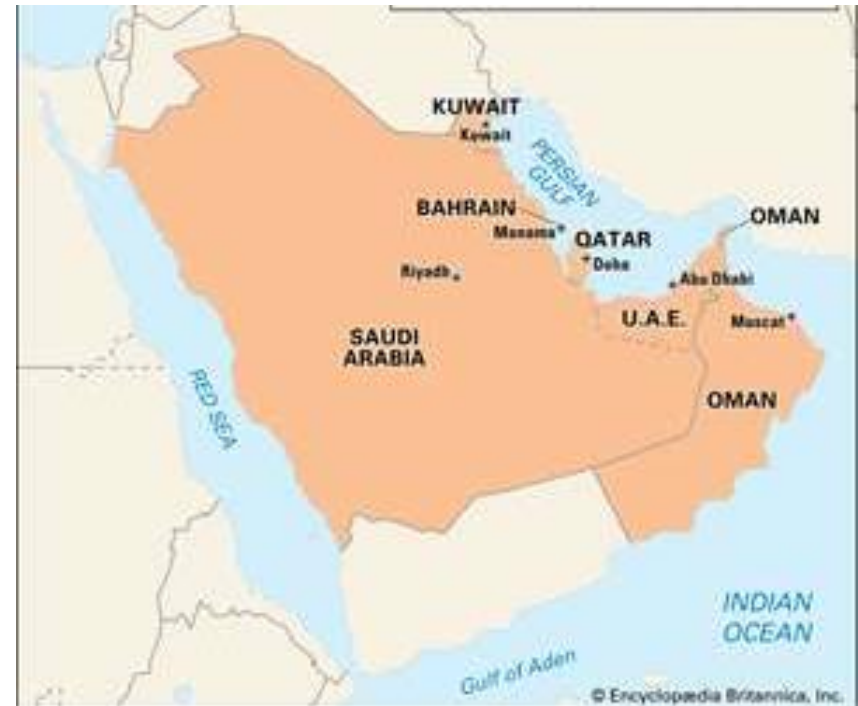 KUWAIT
Kuwait
PERSIAN
GULF
BAHRAIN
Manama
QATAR
Doha
OMAN
Riyadh
Abu Dhabi
U.A.E.
Muscat
SAUDI
ARABIA
RED SEA
OMAN
INDIAN
OCEAN
Gulf of Aden
© Encyclopædia Britannica, Inc.